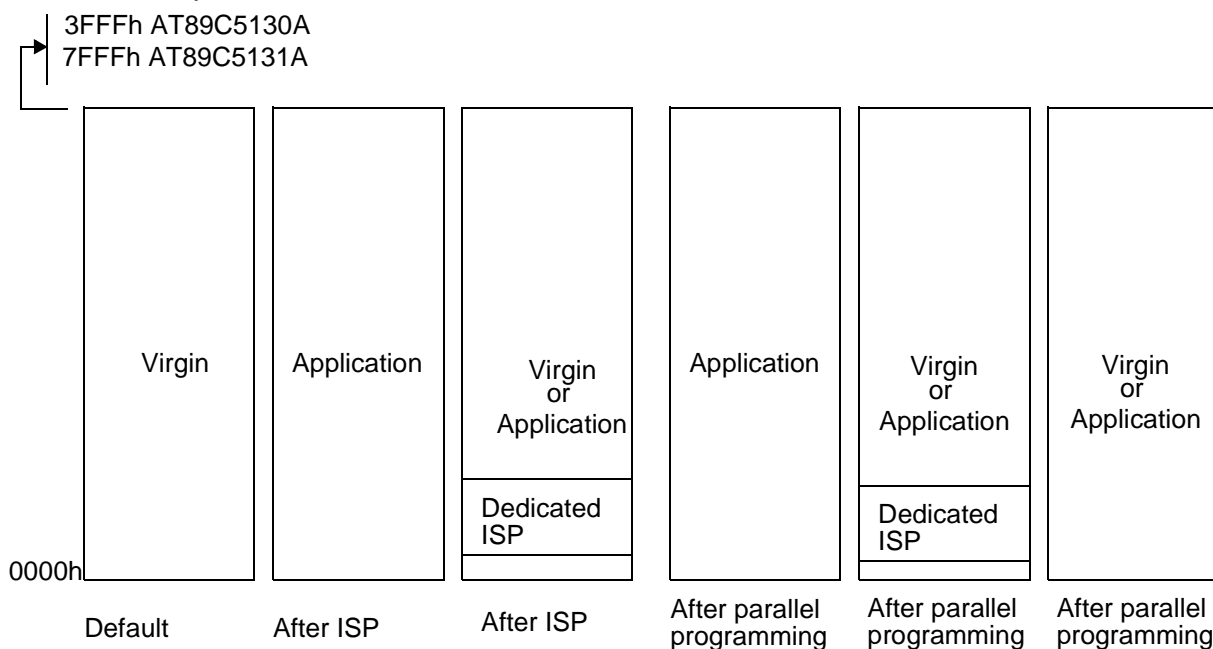 3FFFh AT89C5130A
7FFFh AT89C5131A
Virgin
Application
Virgin
or
Application
Application
Virgin
or
Application
Virgin
or
Application
Dedicated
ISP
Dedicated
ISP
0000h
Default
After ISP
After ISP
After parallel
programming
After parallel
programming
After parallel
programming